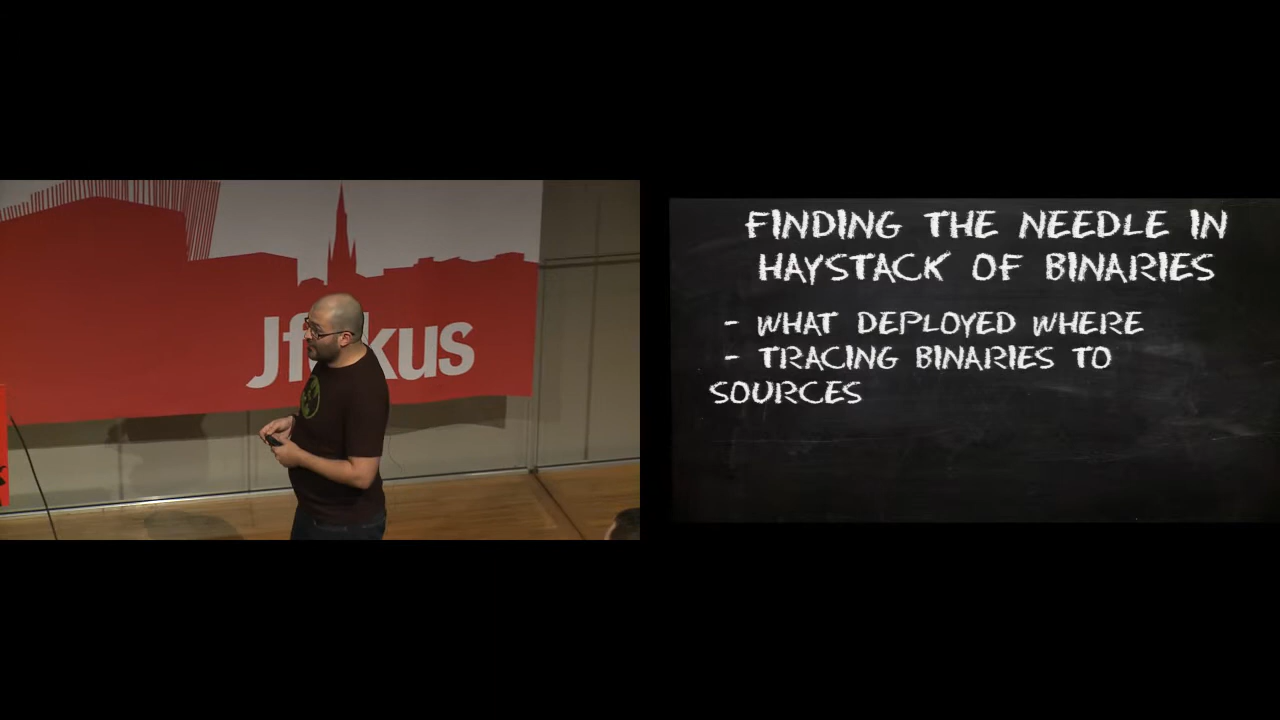 Jfokus
FINDING THE NEEDLE IN
HAYSTACK OF BINARIES
- WHAT DEPLOYED WHERE
- TRACING BINARIES TO
SOURCES